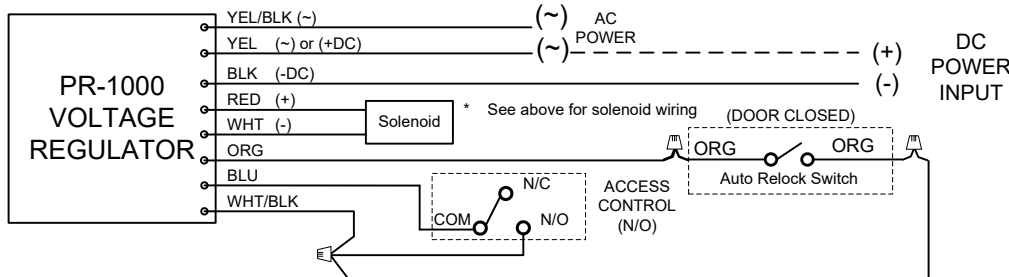 PR-1000
VOLTAGE
REGULATOR
YEL/BLK (~)
YEL (~) or (+DC)
BLK (-DC)
RED (+)
WHT (-)
ORG
BLU
WHT/BLK
(~)
(~)
AC
POWER
(+)
(-)
DC
POWER
INPUT
Solenoid
* See above for solenoid wiring
(DOOR CLOSED)
ORG
ORG
Auto Relock Switch
N/C
COM
N/O
ACCESS
CONTROL
(N/O)